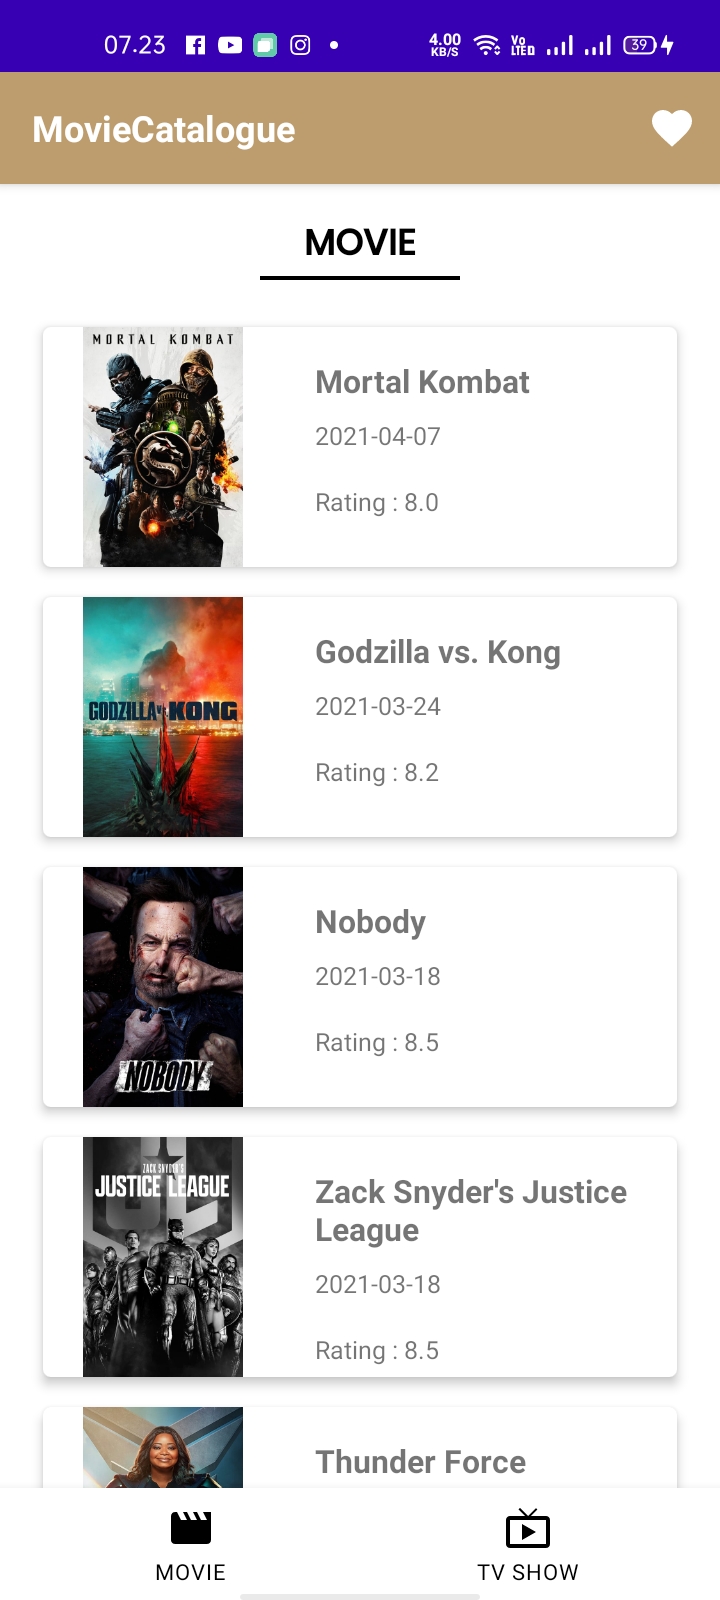 07.23
4.00 KB/S
Vo LTE
39
MovieCatalogue
MOVIE
MORTAL KOMBAT
Mortal Kombat
2021-04-07
Rating : 8.0
GODZILLA VS KONG
Godzilla vs. Kong
2021-03-24
Rating : 8.2
NOBODY
Nobody
2021-03-18
Rating : 8.5
ZACK SNYDER'S
JUSTICE LEAGUE
Zack Snyder's Justice
League
2021-03-18
Rating : 8.5
Thunder Force
MOVIE
TV SHOW